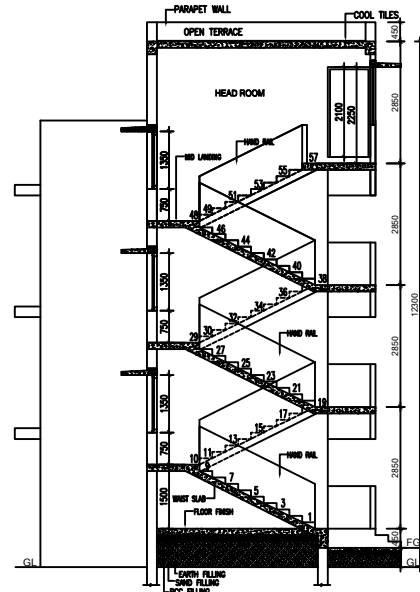 PARAPET WALL
OPEN TERRACE
COOL TILES
450
HEAD ROOM
2100
2250
2850
1350
HAND RAIL
MID LANDING
57
55
53
51
49
48
750
46
44
42
40
38
2850
12300
1350
36
34
32
30
29
750
HAND RAIL
27
25
23
21
19
2850
1350
17
15
13
11
10
9
750
HAND RAIL
7
5
3
1
WAIST SLAB
1500
FLOOR FINISH
2850
450
FG
GL
GL
EARTH FILLING
SAND FILLING
PCC FILLING